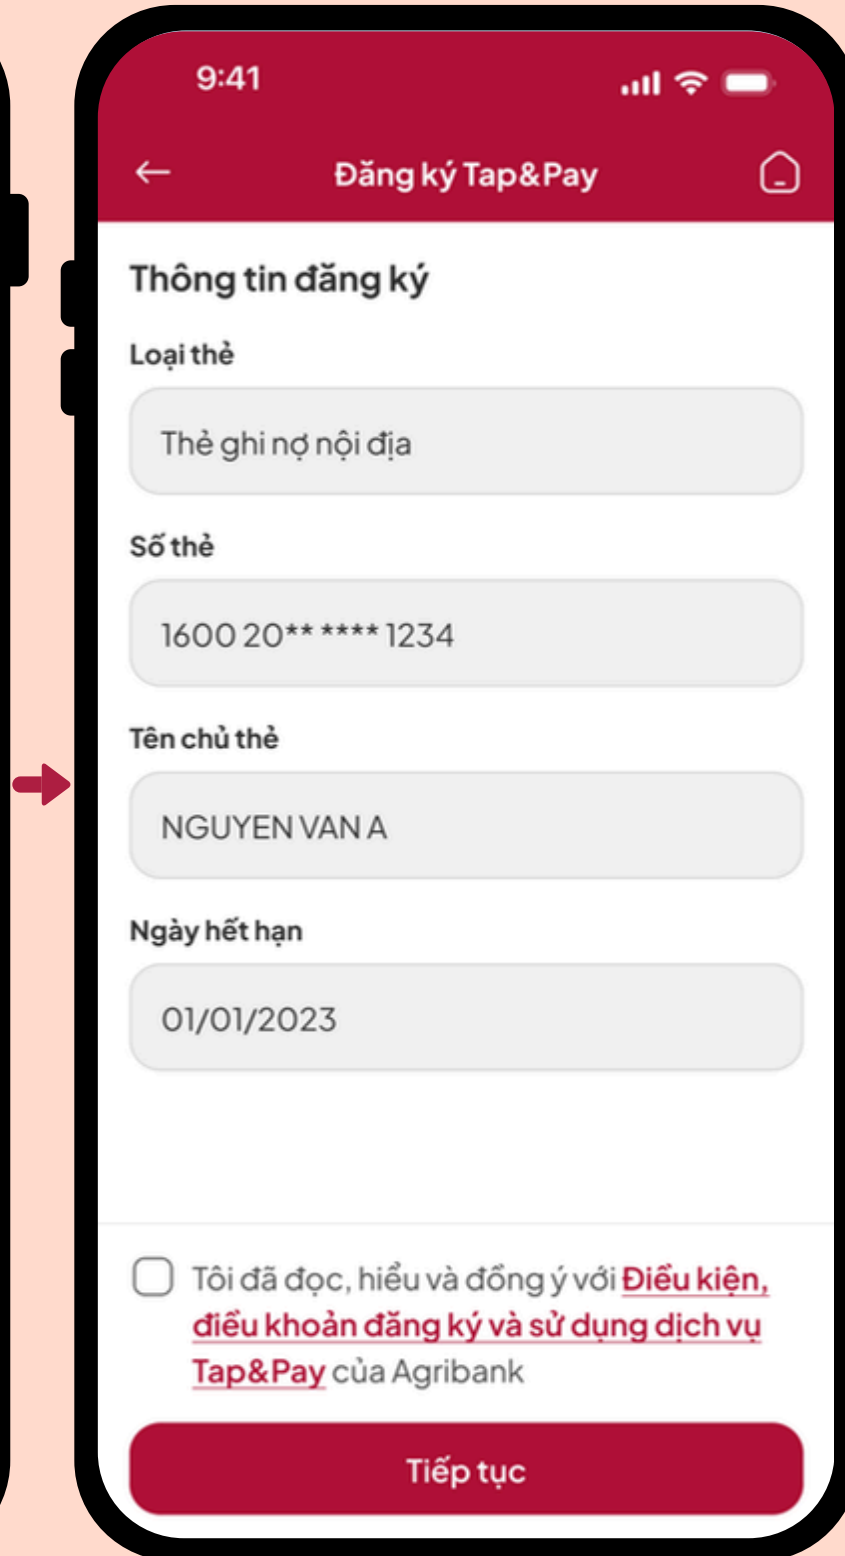 9:41
Đăng ký Tap&Pay
Thông tin đăng ký
Loại thẻ
Thẻ ghi nợ nội địa
Số thẻ
1600 20** **** 1234
Tên chủ thẻ
NGUYEN VAN A
Ngày hết hạn
01/01/2023
Tôi đã đọc, hiểu và đồng ý với Điều kiện,
điều khoản đăng ký và sử dụng dịch vụ
Tap&Pay của Agribank
Tiếp tục